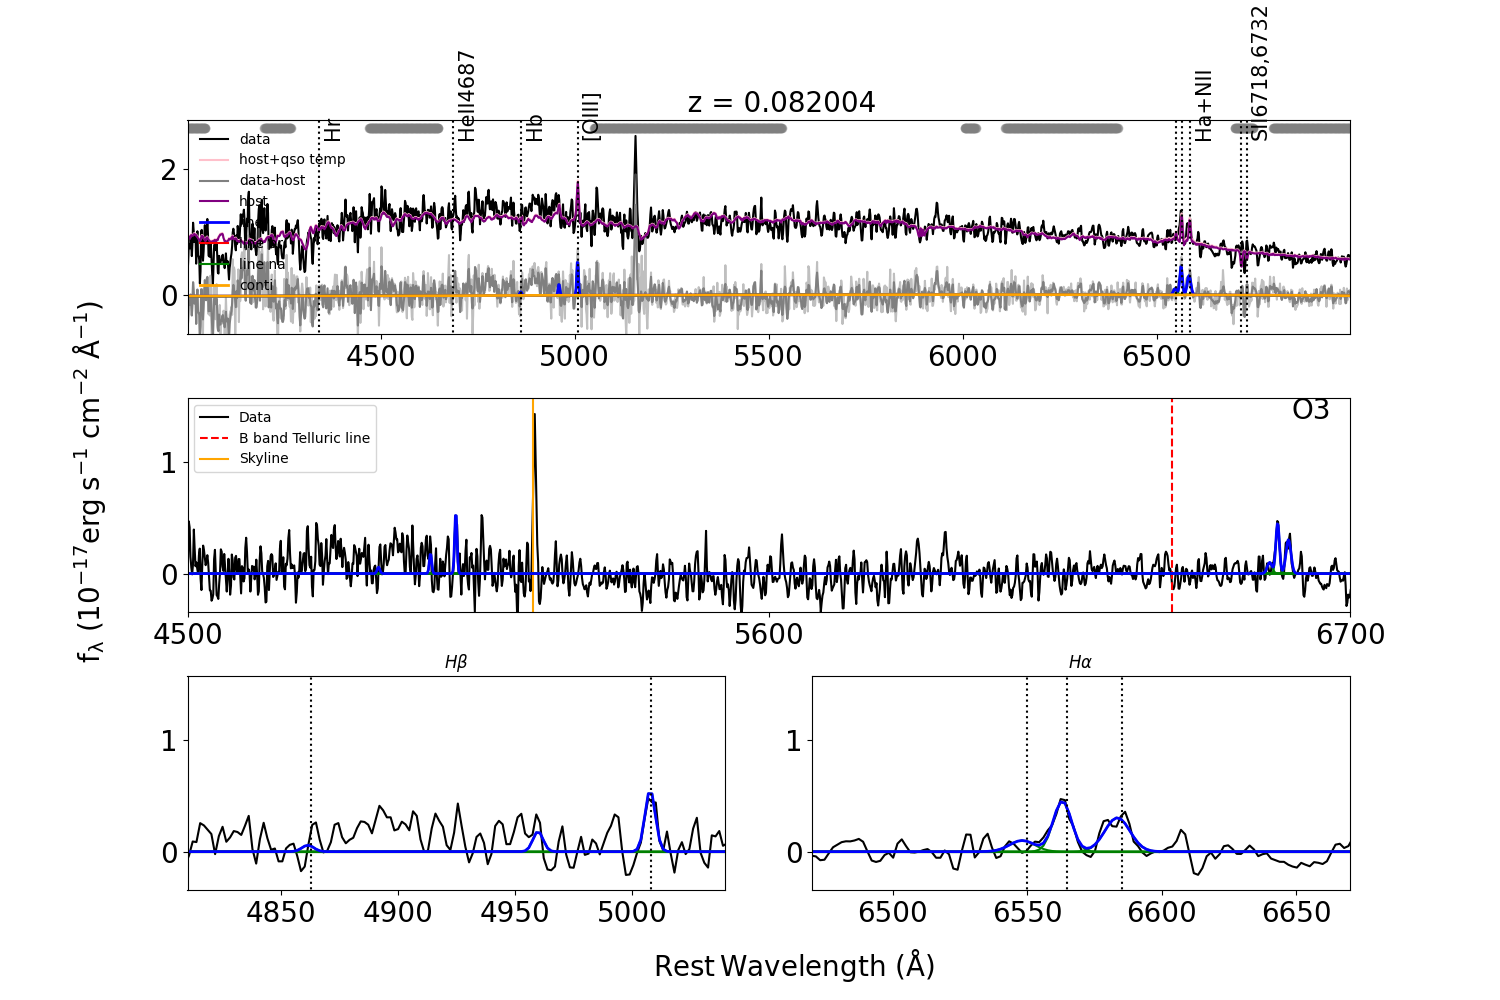 z = 0.082004
Hr
HeII4687
Hb
[OIII]
Ha+NII
SII6718,6732
data
host+qso temp
data-host
host
line na
conti
2
0
4500 5000 5500 6000 6500
O3
Data
B band Telluric line
Skyline
1
0
4500 5600 6700
fλ (10−17erg s−1 cm−2 Å−1)
Hβ
1
0
4850 4900 4950 5000
Hα
1
0
6500 6550 6600 6650
Rest Wavelength (Å)